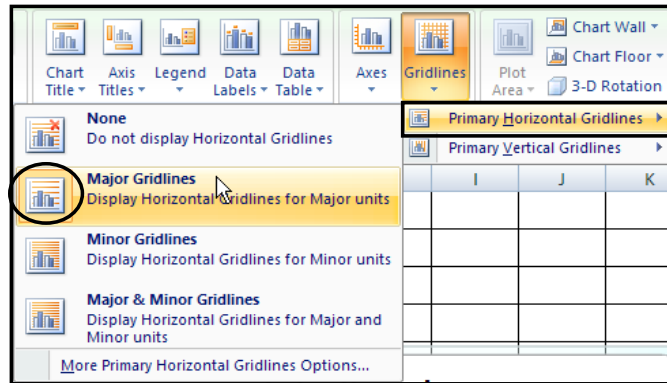 Chart Title
Axis Titles
Legend
Data Labels
Data Table
Axes
Gridlines
Plot Area
Chart Wall
Chart Floor
3-D Rotation
Primary Horizontal Gridlines
Primary Vertical Gridlines
None
Do not display Horizontal Gridlines
Major Gridlines
Display Horizontal Gridlines for Major units
Minor Gridlines
Display Horizontal Gridlines for Minor units
Major & Minor Gridlines
Display Horizontal Gridlines for Major and
Minor units
More Primary Horizontal Gridlines Options...
I J K